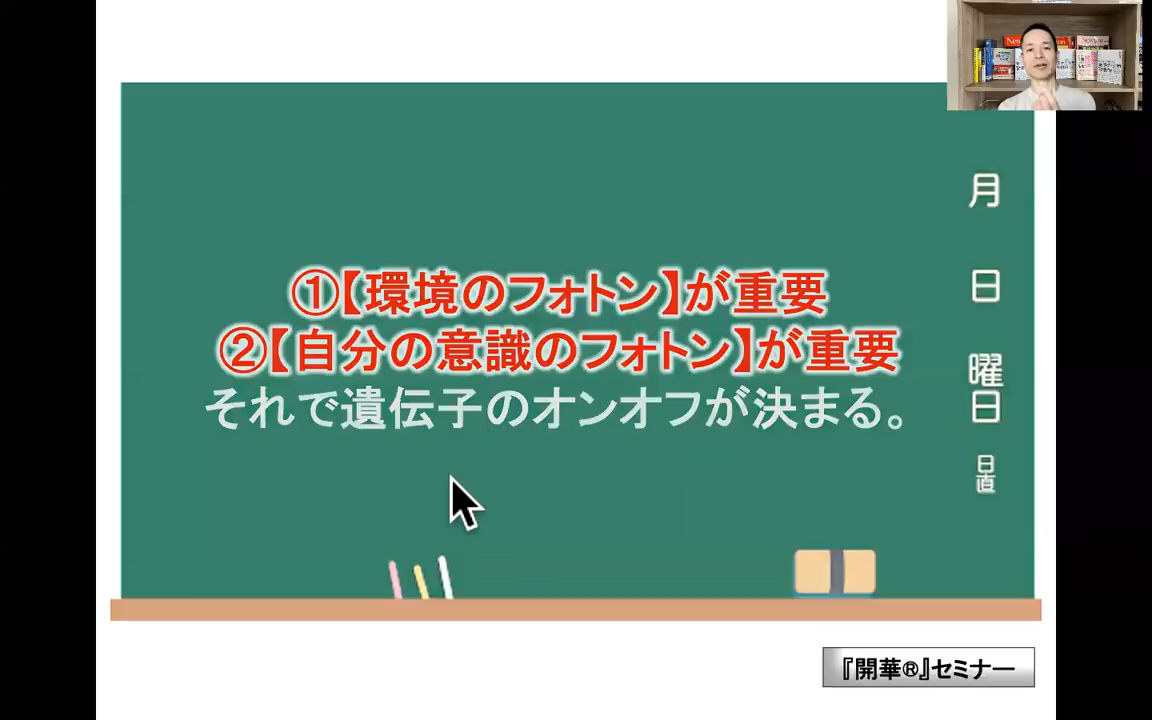 ①【環境のフォトン】が重要
②【自分の意識のフォトン】が重要
それで遺伝子のオンオフが決まる。
月
日
曜日
日直
『開華®』セミナー